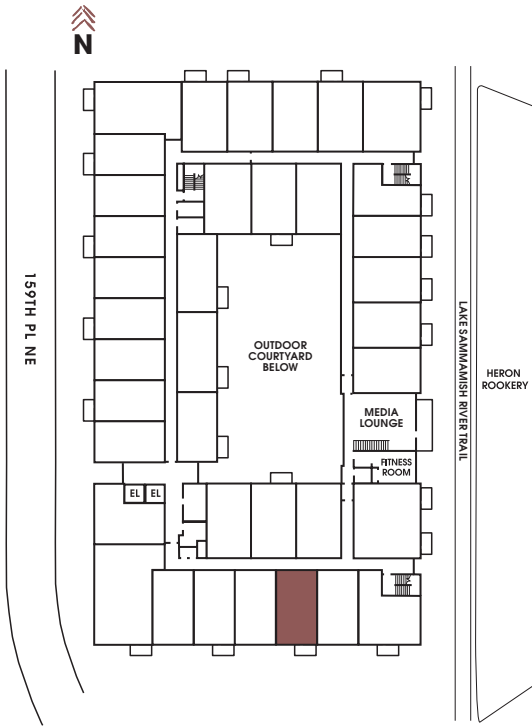 N
159TH PL NE
OUTDOOR
COURTYARD
BELOW
MEDIA
LOUNGE
FITNESS
ROOM
EL
EL
LAKE SAMMAMISH RIVER TRAIL
HERON
ROOKERY